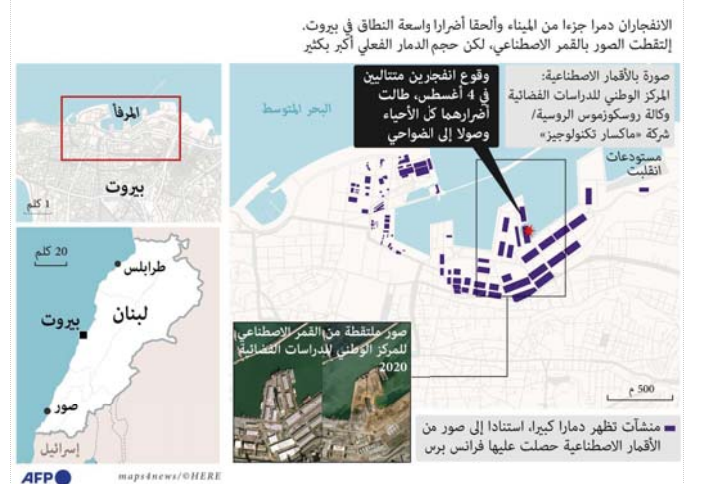 الانفجاران دمرا جزءا من الميناء وألحقا أضرارا واسعة النطاق في بيروت.
إلتقطت الصور بالقمر الاصطناعي، لكن حجم الدمار الفعلي أكبر بكثير
صورة بالأقمار الاصطناعية:
المركز الوطني للدراسات الفضائية
وكالة روسكوزموس الروسية/
شركة «ماكسار تكنولوجيز»
وقوع انفجارين متتاليين
في 4 أغسطس، طالت
أضرارهما كل الأحياء
وصولا إلى الضواحي
البحر المتوسط
مستودعات
انقلبت
المرفأ
بيروت
1 كلم
20 كلم
طرابلس
لبنان
بيروت
صور
إسرائيل
صور ملتقطة من القمر الاصطناعي
للمركز الوطني للدراسات الفضائية
2020
500 م
منشآت تظهر دمارا كبيرا، استنادا إلى صور من
الأقمار الاصطناعية حصلت عليها فرانس برس
AFP
maps4news/©HERE